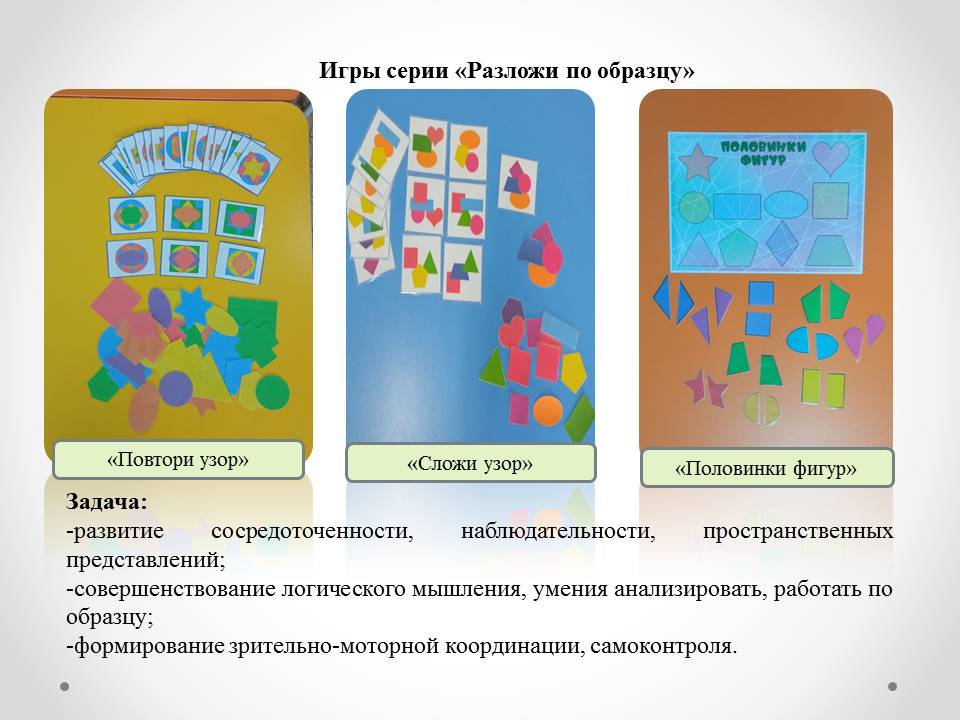 Игры серии «Разложи по образцу»
ПОЛОВИНКИ
ФИГУР
«Повтори узор»
«Сложи узор»
«Половинки фигур»
Задача:
-развитие сосредоточенности, наблюдательности, пространственных
представлений;
-совершенствование логического мышления, умения анализировать, работать по
образцу;
-формирование зрительно-моторной координации, самоконтроля.